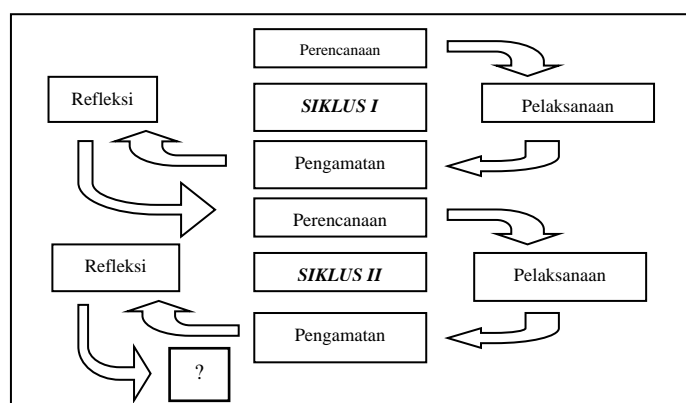 Perencanaan
Refleksi
SIKLUS I
Pelaksanaan
Pengamatan
Perencanaan
Refleksi
SIKLUS II
Pelaksanaan
Pengamatan
?